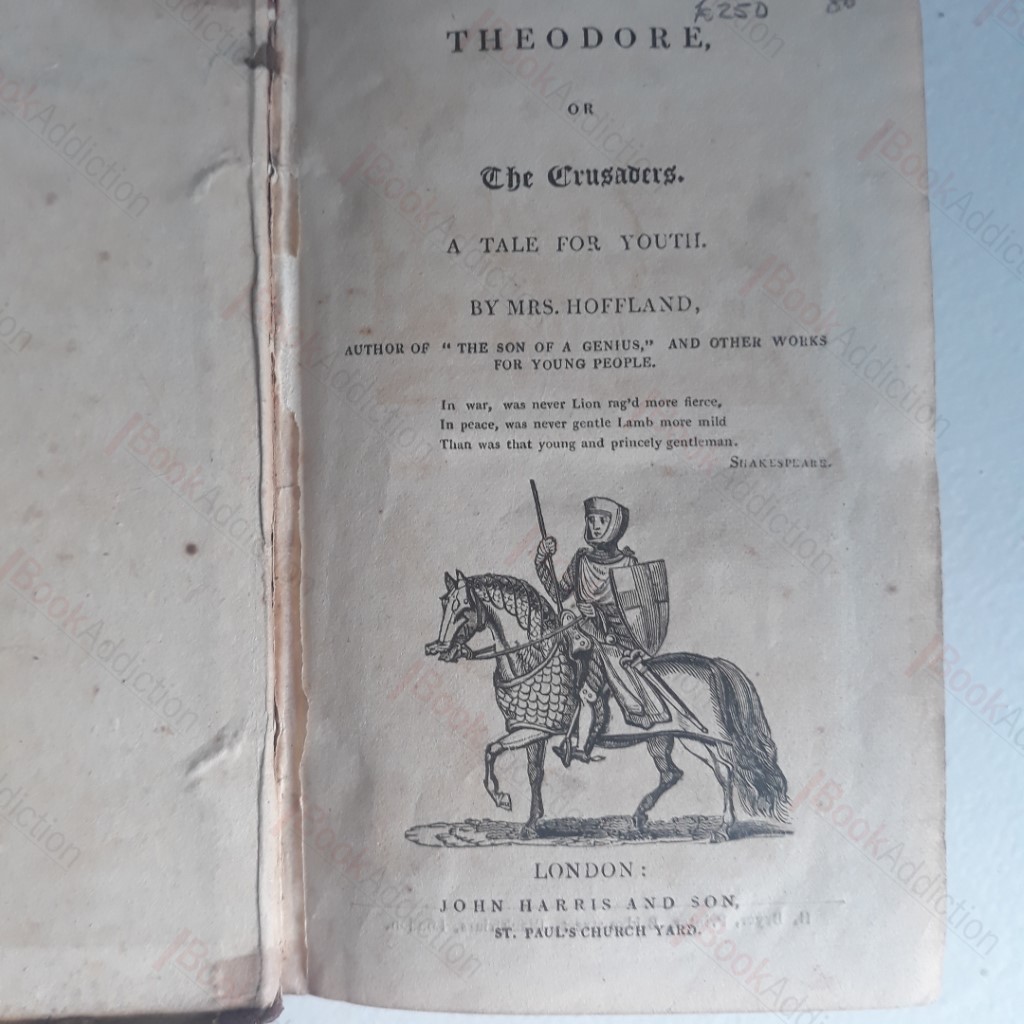 £250
THEODORE,
OR
The Crusaders.
A TALE FOR YOUTH.
BY MRS. HOFFLAND,
AUTHOR OF "THE SON OF A GENIUS," AND OTHER WORKS
FOR YOUNG PEOPLE.
In war, was never Lion rag'd more fierce,
In peace, was never gentle Lamb more mild
Than was that young and princely gentleman.
SHAKESPEARE.
LONDON:
JOHN HARRIS AND SON,
ST. PAUL'S CHURCH YARD.
BookAddiction